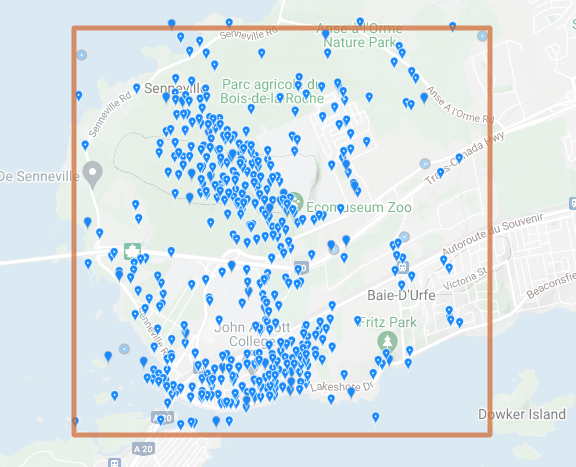 Senneville Rd
Anse à l'Orme
Nature Park
Senneville
Parc agricole du
Bois-de-la Roche
Senneville Rd
Anse À l'Orme Rd
Trans-Canada Hwy
De Senneville
Ecomuseum Zoo
Autoroute du Souvenir
Victoria St
Beaconsfie
Baie-D'Urfe
John Abbott
College
Fritz Park
Lakeshore Dr
Dowker Island
A 20
A 20